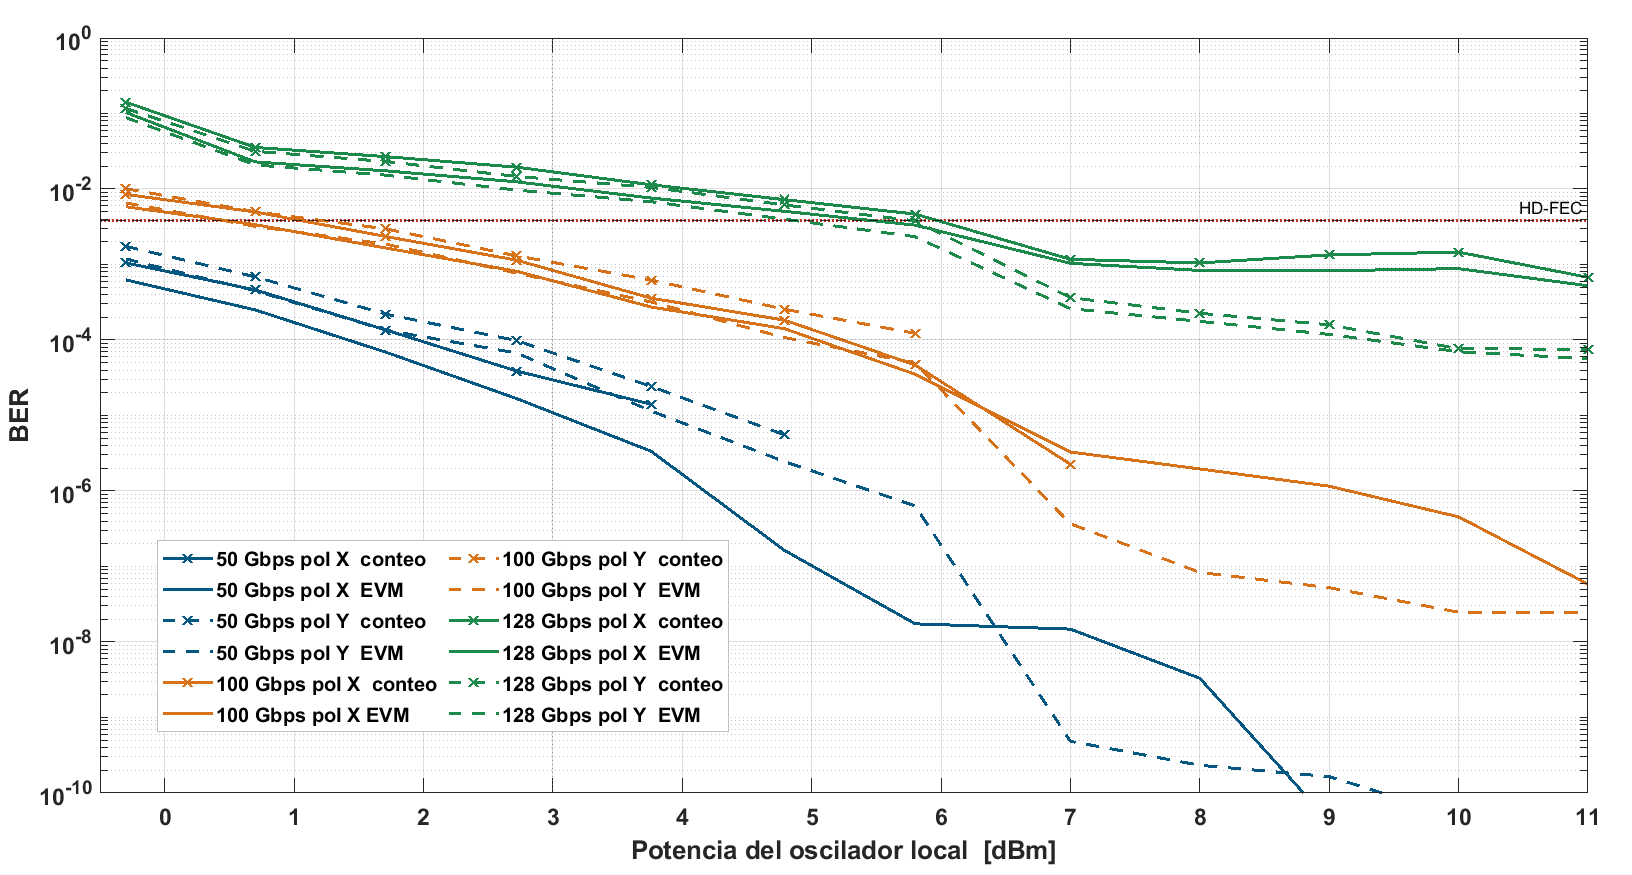 10^0
10^-2
10^-4
10^-6
10^-8
10^-10
BER
HD-FEC
50 Gbps pol X  conteo
50 Gbps pol X  EVM
50 Gbps pol Y  conteo
50 Gbps pol Y  EVM
100 Gbps pol X  conteo
100 Gbps pol X EVM
100 Gbps pol Y  conteo
100 Gbps pol Y  EVM
128 Gbps pol X  conteo
128 Gbps pol X  EVM
128 Gbps pol Y  conteo
128 Gbps pol Y  EVM
0 1 2 3 4 5 6 7 8 9 10 11
Potencia del oscilador local  [dBm]